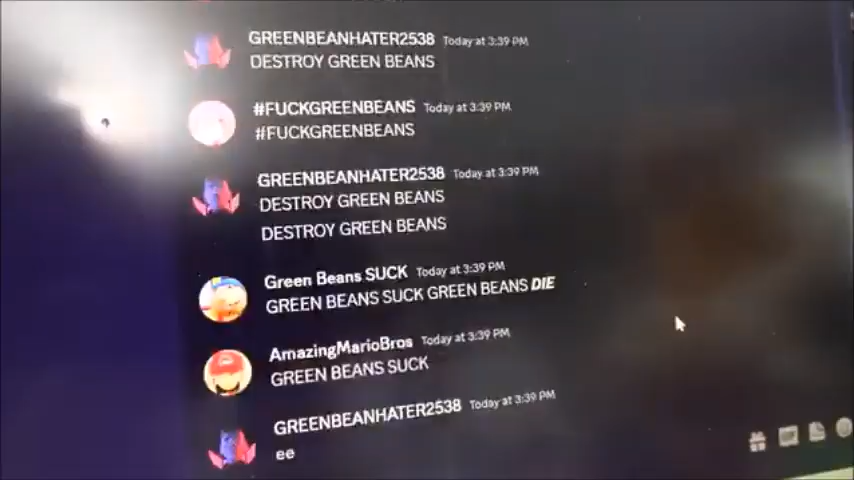 GREENBEANHATER2538 Today at 3:39 PM
DESTROY GREEN BEANS
#FUCKGREENBEANS Today at 3:39 PM
#FUCKGREENBEANS
GREENBEANHATER2538 Today at 3:39 PM
DESTROY GREEN BEANS
DESTROY GREEN BEANS
Green Beans SUCK Today at 3:39 PM
GREEN BEANS SUCK GREEN BEANS DIE
AmazingMarioBros Today at 3:39 PM
GREEN BEANS SUCK
GREENBEANHATER2538 Today at 3:39 PM
ee